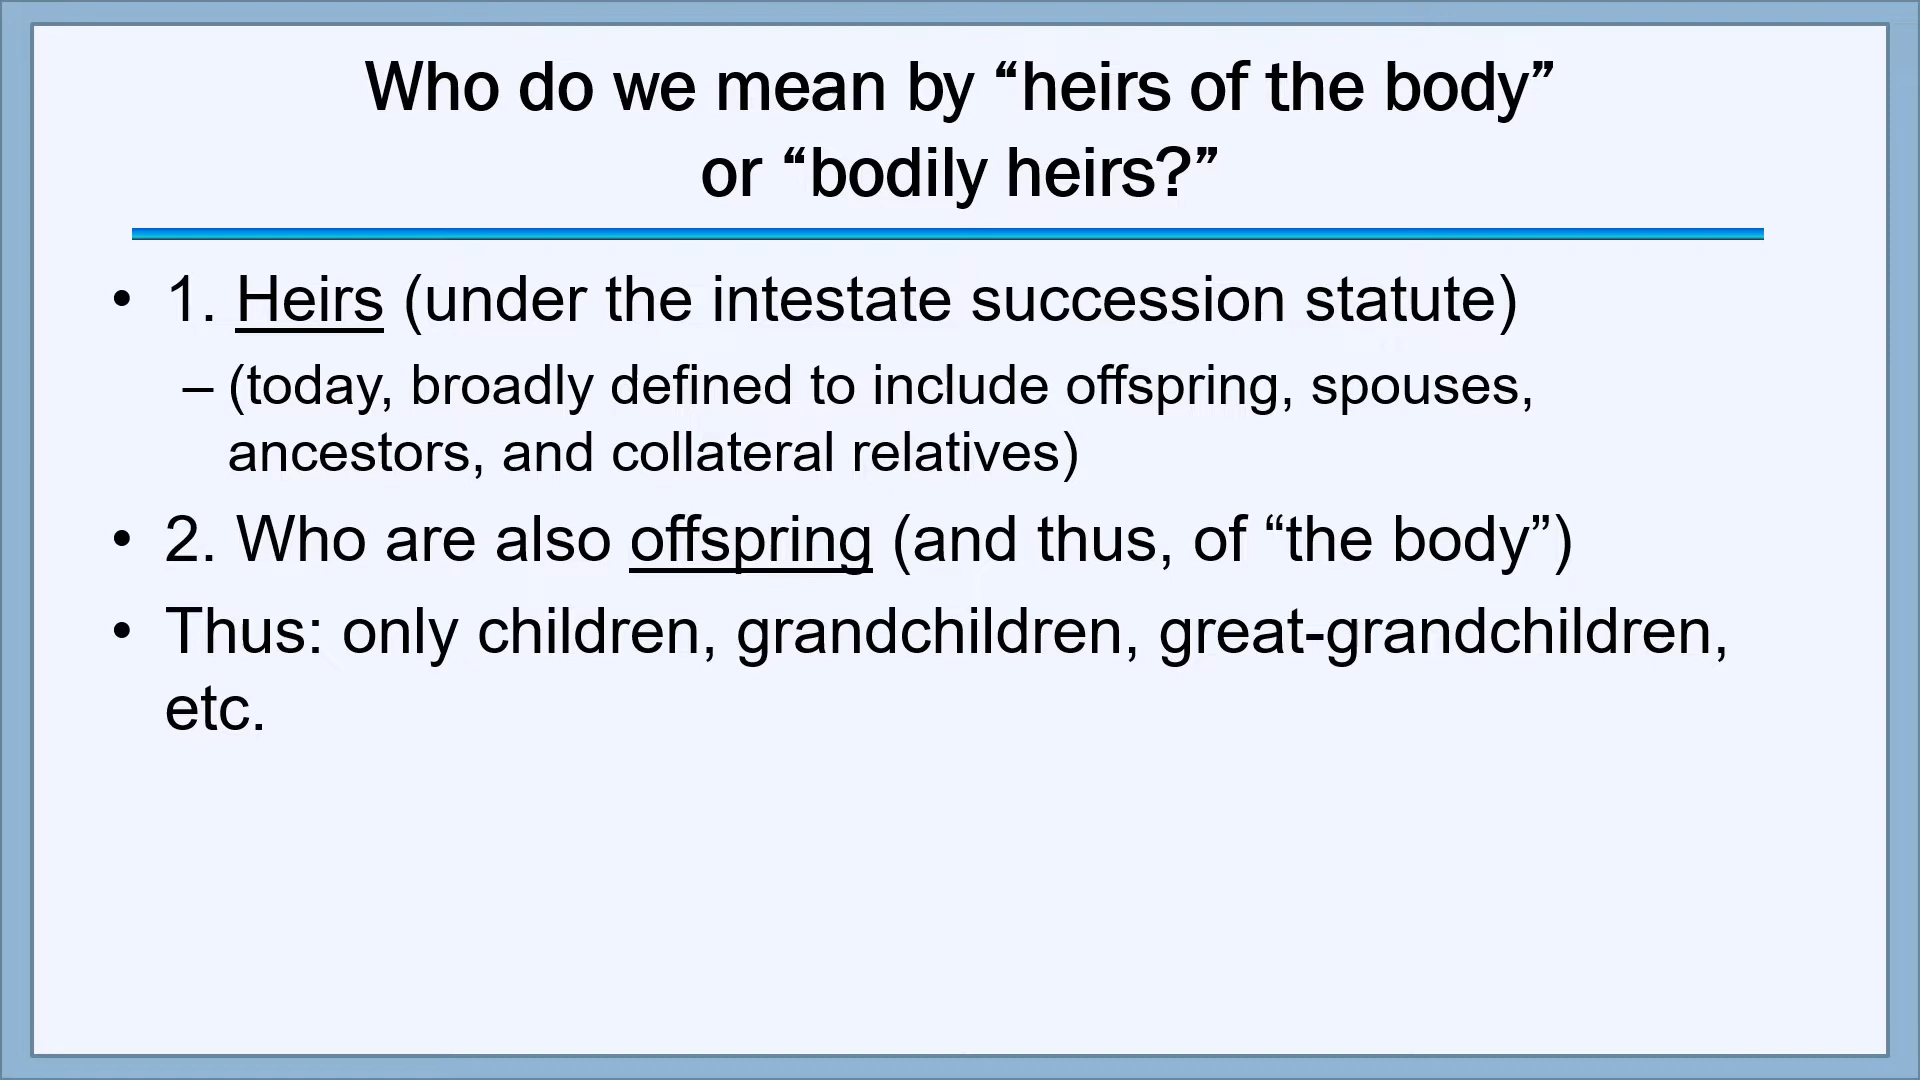 Who do we mean by “heirs of the body”
or “bodily heirs?”
• 1. Heirs (under the intestate succession statute)
– (today, broadly defined to include offspring, spouses,
ancestors, and collateral relatives)
• 2. Who are also offspring (and thus, of “the body”)
• Thus: only children, grandchildren, great-grandchildren,
etc.